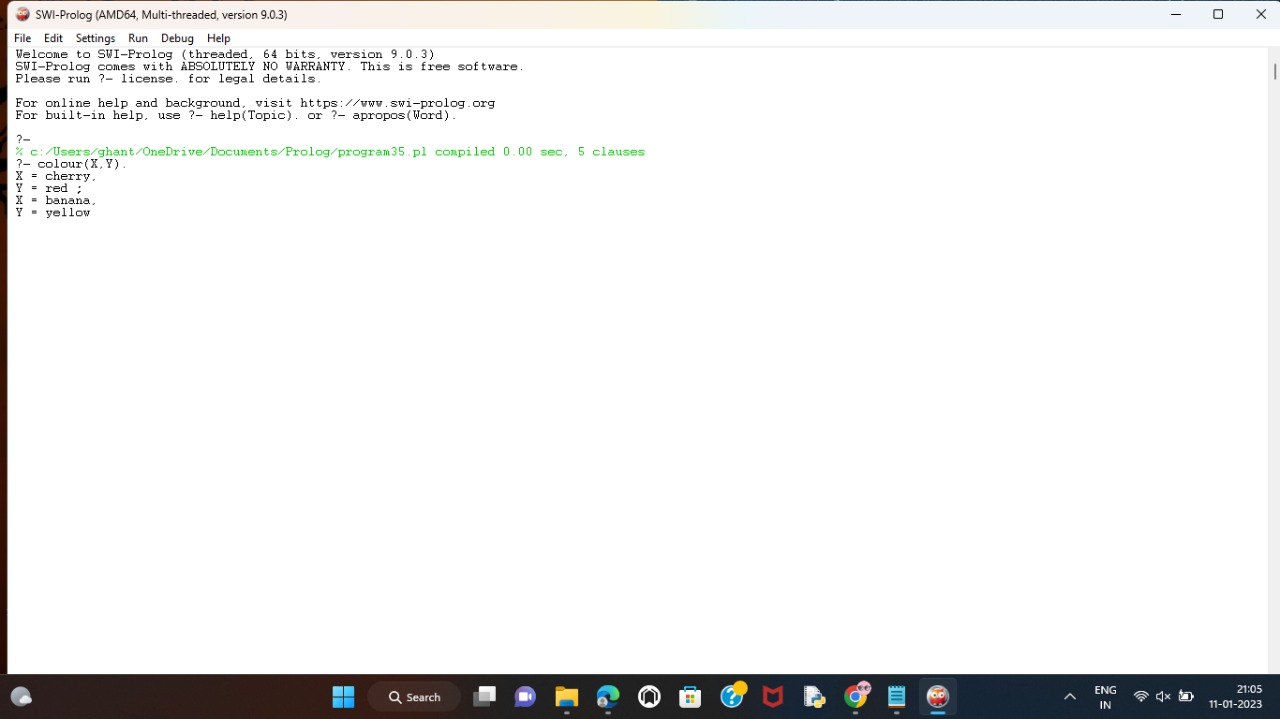 SWI-Prolog (AMD64, Multi-threaded, version 9.0.3)
File Edit Settings Run Debug Help
Welcome to SWI-Prolog (threaded, 64 bits, version 9.0.3)
SWI-Prolog comes with ABSOLUTELY NO WARRANTY. This is free software.
Please run ?- license. for legal details.
For online help and background, visit https://www.swi-prolog.org
For built-in help, use ?- help(Topic). or ?- apropos(Word).
?-
% c:/Users/ghant/OneDrive/Documents/Prolog/program35.pl compiled 0.00 sec, 5 clauses
?- colour(X,Y).
X = cherry,
Y = red ;
X = banana,
Y = yellow
Search
ENG
IN
21:05
11-01-2023